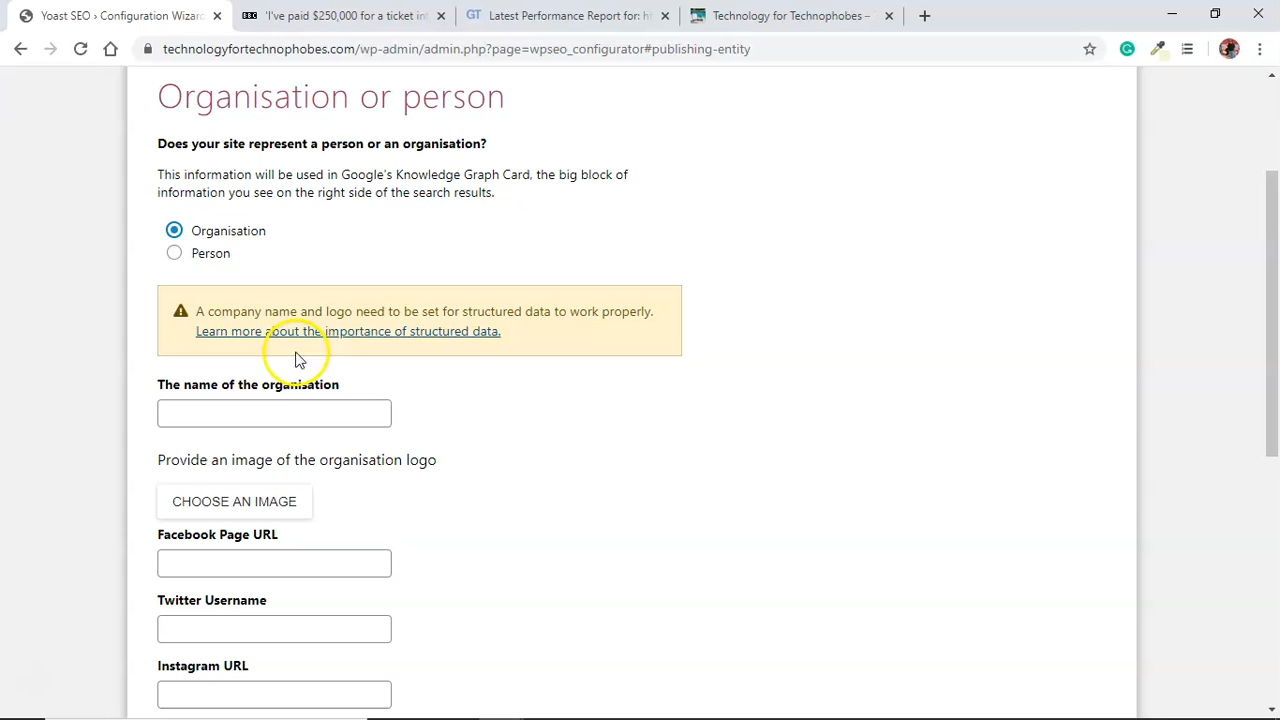 Yoast SEO › Configuration Wizard
BBC 'I've paid $250,000 for a ticket int
GT Latest Performance Report for: ht
Technology for Technophobes –
technologyfortechnophobes.com/wp-admin/admin.php?page=wpseo_configurator#publishing-entity
Organisation or person
Does your site represent a person or an organisation?
This information will be used in Google's Knowledge Graph Card, the big block of
information you see on the right side of the search results.
Organisation
Person
A company name and logo need to be set for structured data to work properly.
Learn more about the importance of structured data.
The name of the organisation
Provide an image of the organisation logo
CHOOSE AN IMAGE
Facebook Page URL
Twitter Username
Instagram URL